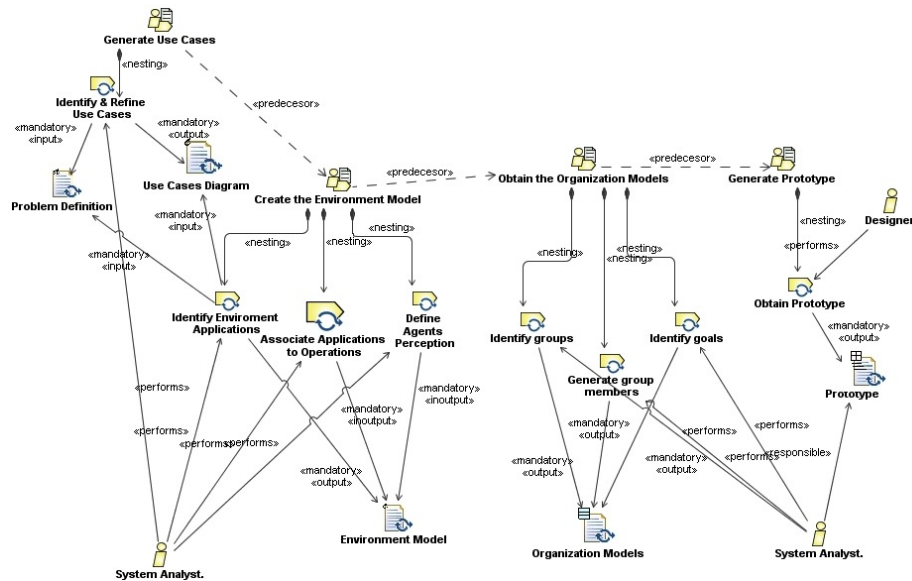 Generate Use Cases
«nesting»
«predecesor»
Identify & Refine
Use Cases
«mandatory»
«input»
«mandatory»
«output»
Problem Definition
Use Cases Diagram
Create the Environment Model
«predecesor»
Obtain the Organization Models
«predecesor»
Generate Prototype
Designer
«mandatory»
«input»
«mandatory»
«input»
«nesting»
«nesting»
«nesting»
«nesting»
«nesting»
«nesting»
«nesting»
«performs»
Identify Enviroment
Applications
Associate Applications
to Operations
Define
Agents
Perception
Identify groups
Generate group
members
Identify goals
Obtain Prototype
«mandatory»
«output»
Prototype
«performs»
«performs»
«performs»
«performs»
«mandatory»
«inoutput»
«mandatory»
«inoutput»
«mandatory»
«output»
«mandatory»
«output»
«mandatory»
«output»
«mandatory»
«output»
«performs»
«performs»
«responsible»
Environment Model
Organization Models
System Analyst.
System Analyst.